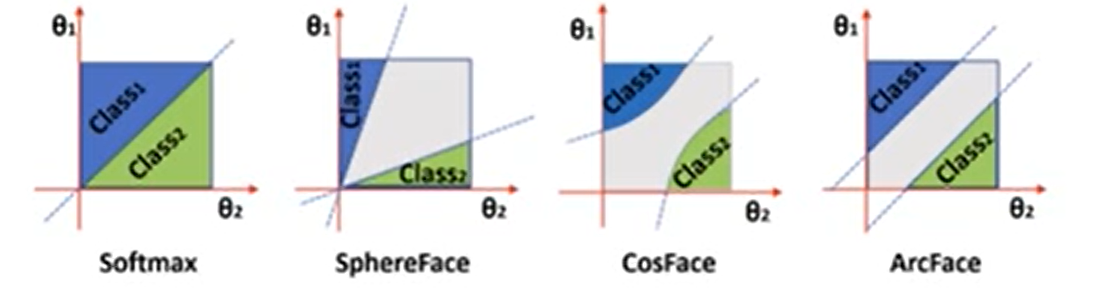 θ1
Class1
Class2
θ2
Softmax
θ1
Class1
Class2
θ2
SphereFace
θ1
Class1
Class2
θ2
CosFace
θ1
Class1
Class2
θ2
ArcFace